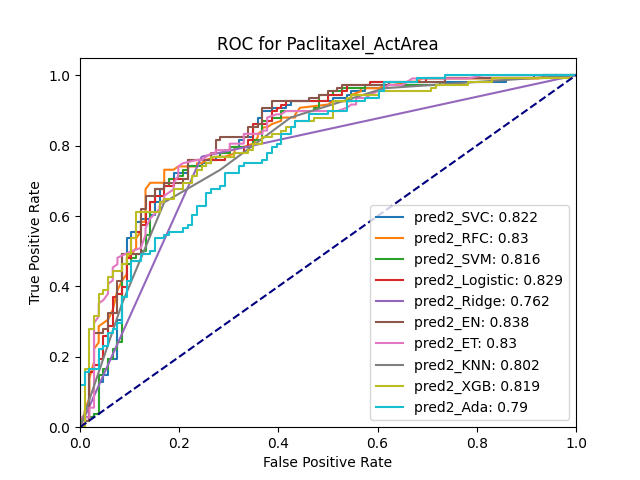 ROC for Paclitaxel_ActArea
True Positive Rate
1.0
0.8
0.6
0.4
0.2
0.0
pred2_SVC: 0.822
pred2_RFC: 0.83
pred2_SVM: 0.816
pred2_Logistic: 0.829
pred2_Ridge: 0.762
pred2_EN: 0.838
pred2_ET: 0.83
pred2_KNN: 0.802
pred2_XGB: 0.819
pred2_Ada: 0.79
0.0 0.2 0.4 0.6 0.8 1.0
False Positive Rate